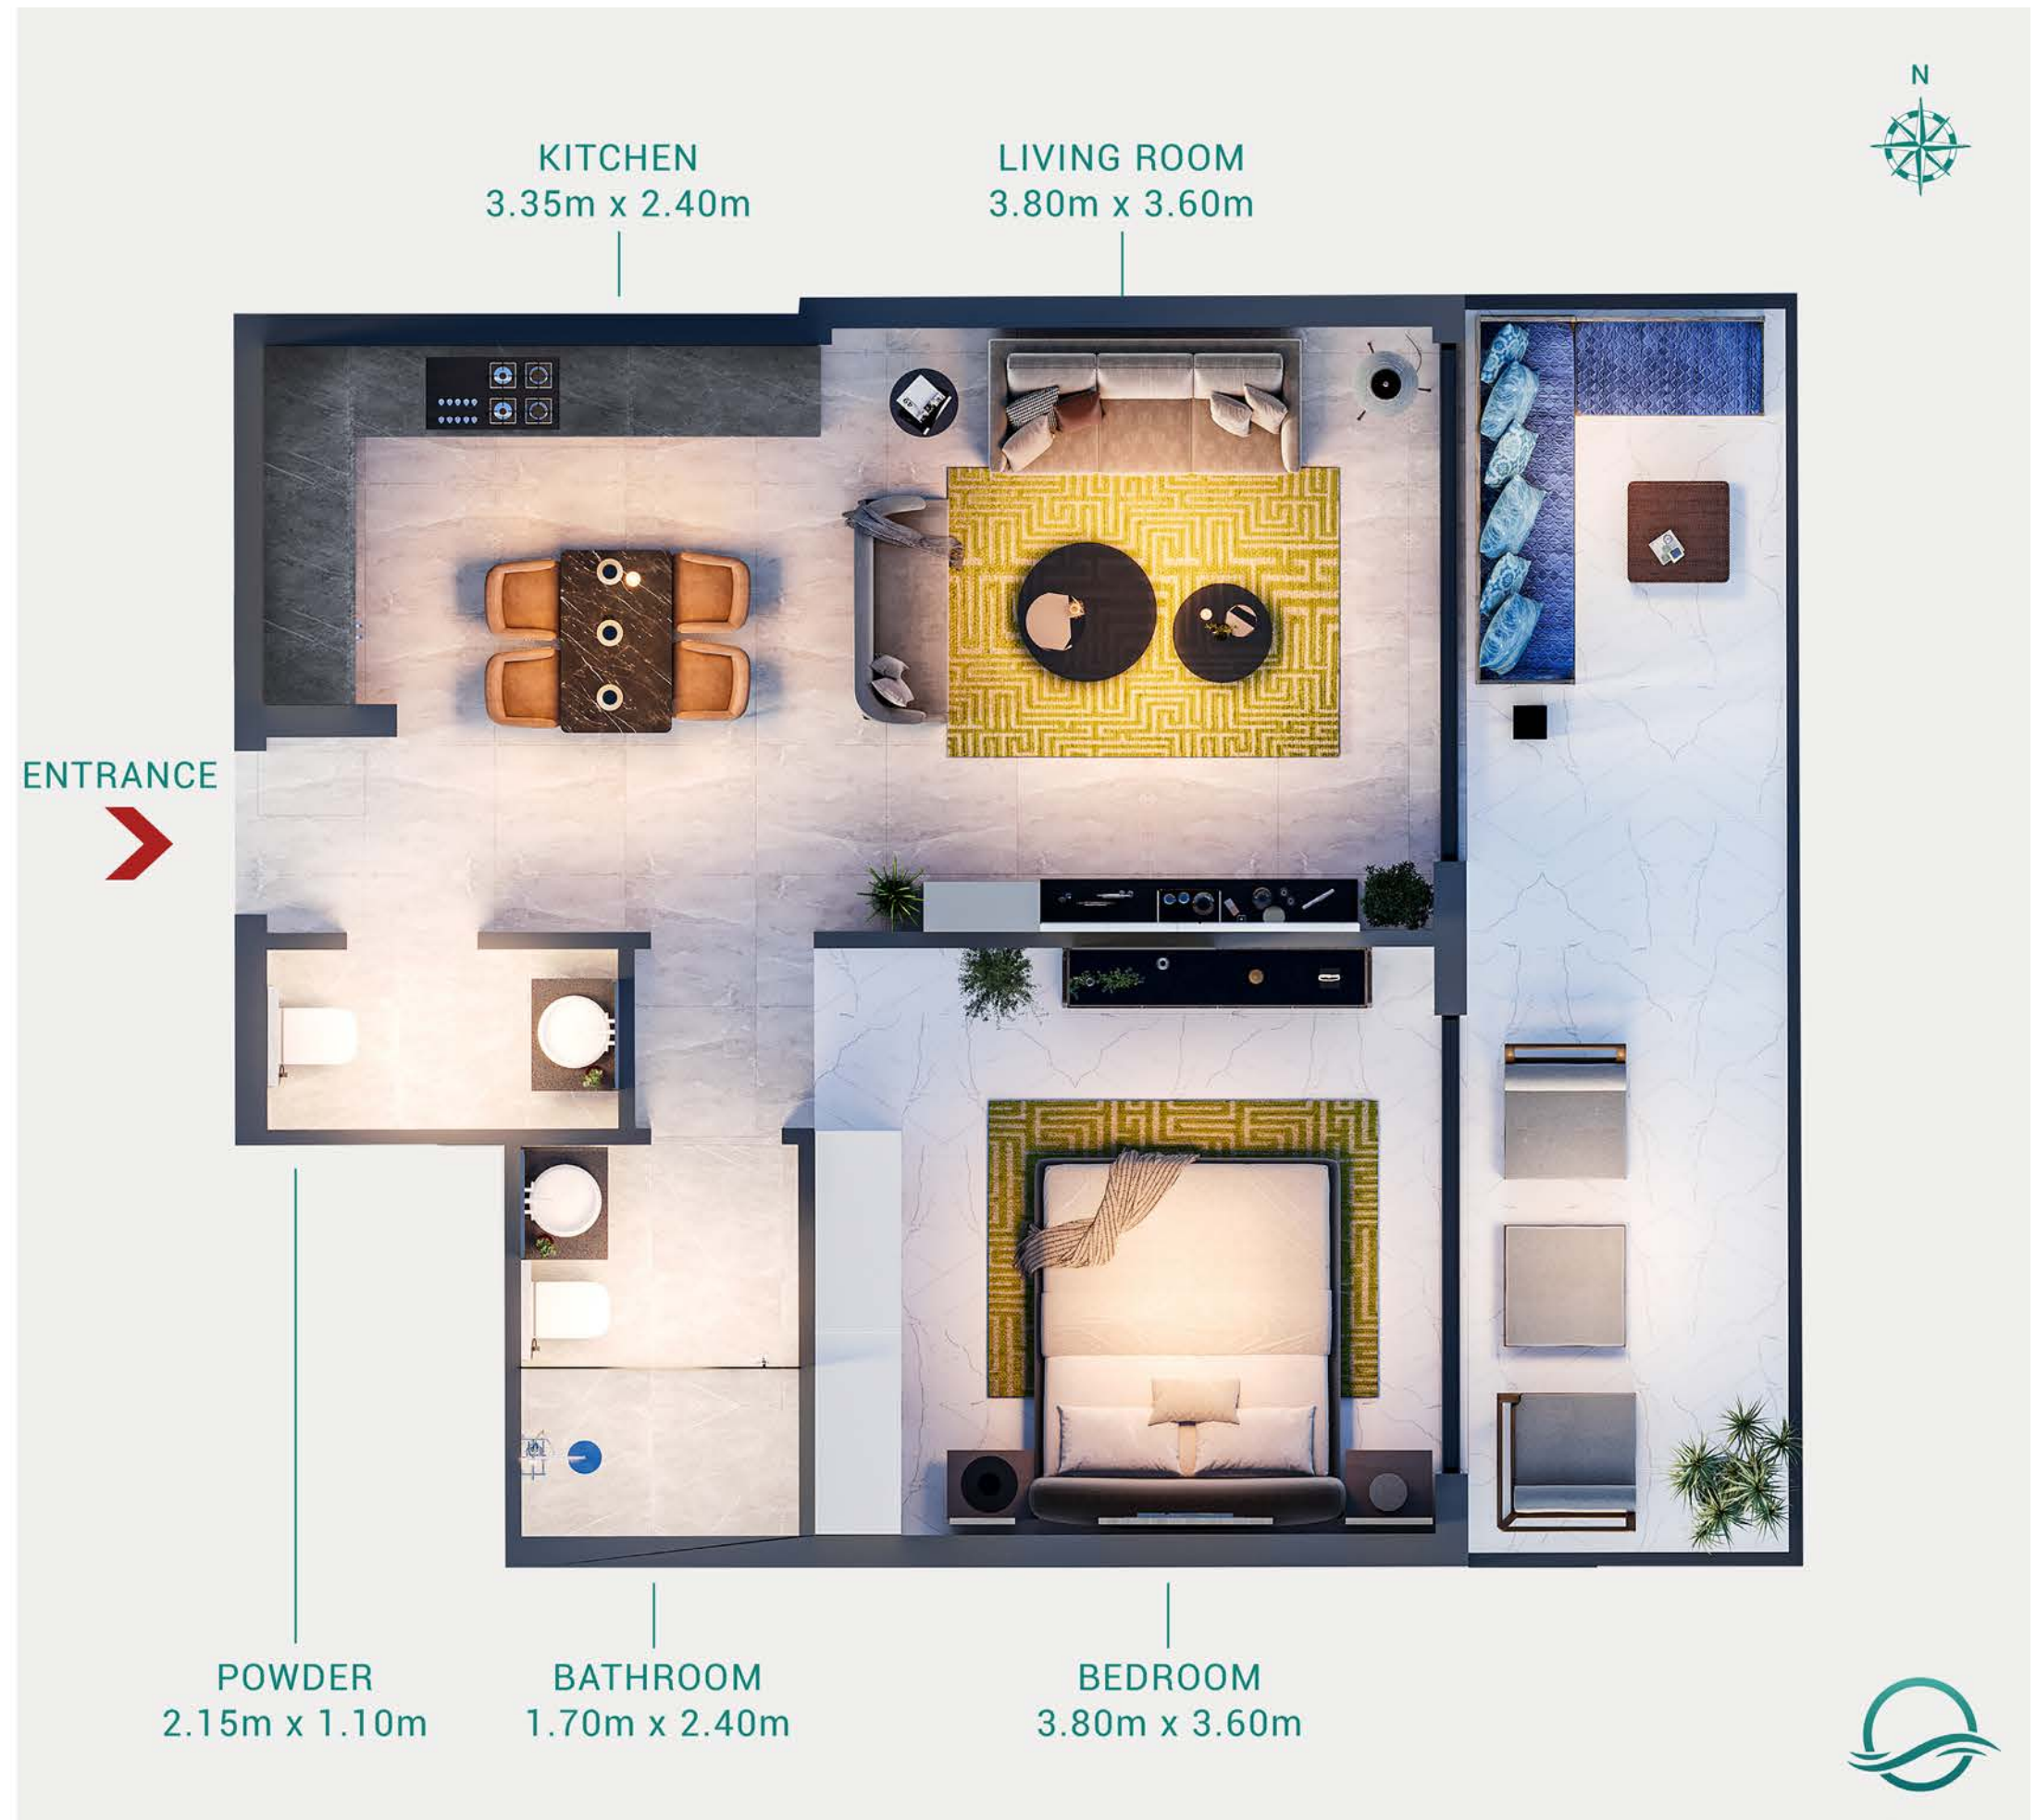 N
KITCHEN
3.35m x 2.40m
LIVING ROOM
3.80m x 3.60m
ENTRANCE
POWDER
2.15m x 1.10m
BATHROOM
1.70m x 2.40m
BEDROOM
3.80m x 3.60m